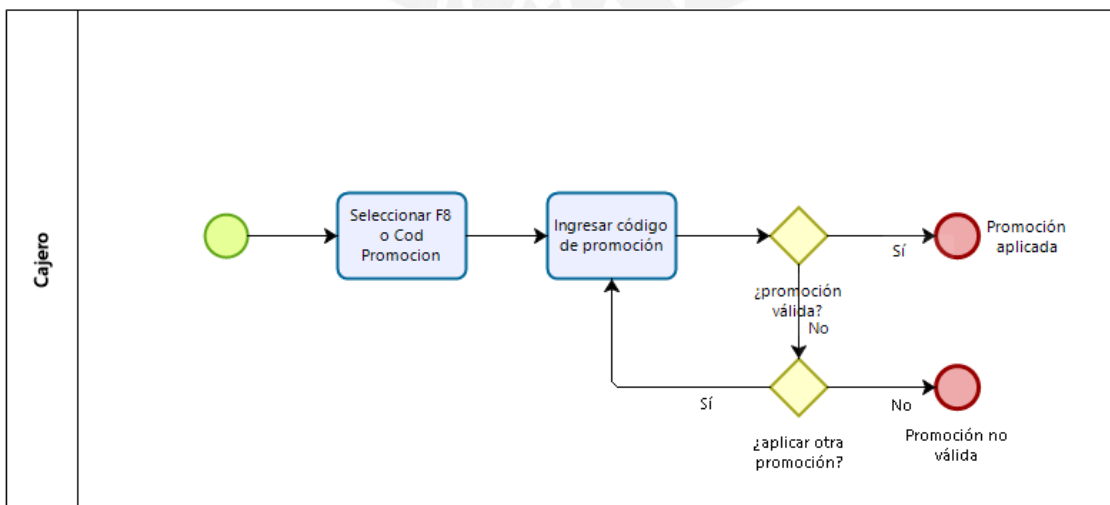 Cajero
Seleccionar F8
o Cod
Promocion
Ingresar código
de promoción
¿promoción
válida?
Sí
Promoción
aplicada
No
¿aplicar otra
promoción?
Sí
No
Promoción no
válida